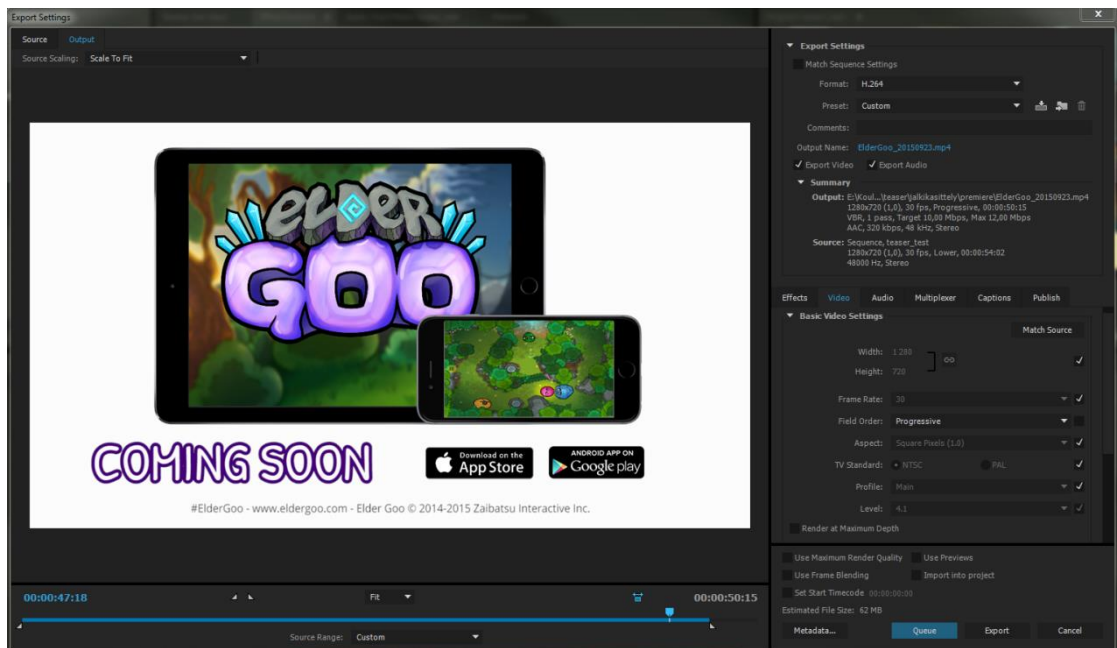 Export Settings
x
Source Output
Source Scaling: Scale To Fit
ELDER
GOO
COMING SOON
Download on the
App Store
ANDROID APP ON
Google play
#ElderGoo - www.eldergoo.com - Elder Goo © 2014-2015 Zaibatsu Interactive Inc.
00:00:47:18
Fit
00:00:50:15
Source Range: Custom
Export Settings
Match Sequence Settings
Format: H.264
Preset: Custom
Comments:
Output Name: ElderGoo_20150923.mp4
Export Video Export Audio
Summary
Output: E:\Koul...\teaser\jalkikasittely\premiere\ElderGoo_20150923.mp4
1280x720 (1,0), 30 fps, Progressive, 00:00:50:15
VBR, 1 pass, Target 10,00 Mbps, Max 12,00 Mbps
AAC, 320 kbps, 48 kHz, Stereo
Source: Sequence, teaser_test
1280x720 (1,0), 30 fps, Lower, 00:00:54:02
48000 Hz, Stereo
Effects Video Audio Multiplexer Captions Publish
Basic Video Settings
Match Source
Width: 1 280
Height: 720
Frame Rate: 30
Field Order: Progressive
Aspect: Square Pixels (1.0)
TV Standard: NTSC PAL
Profile: Main
Level: 4.1
Render at Maximum Depth
Use Maximum Render Quality Use Previews
Use Frame Blending Import into project
Set Start Timecode 00:00:00:00
Estimated File Size: 62 MB
Metadata... Queue Export Cancel